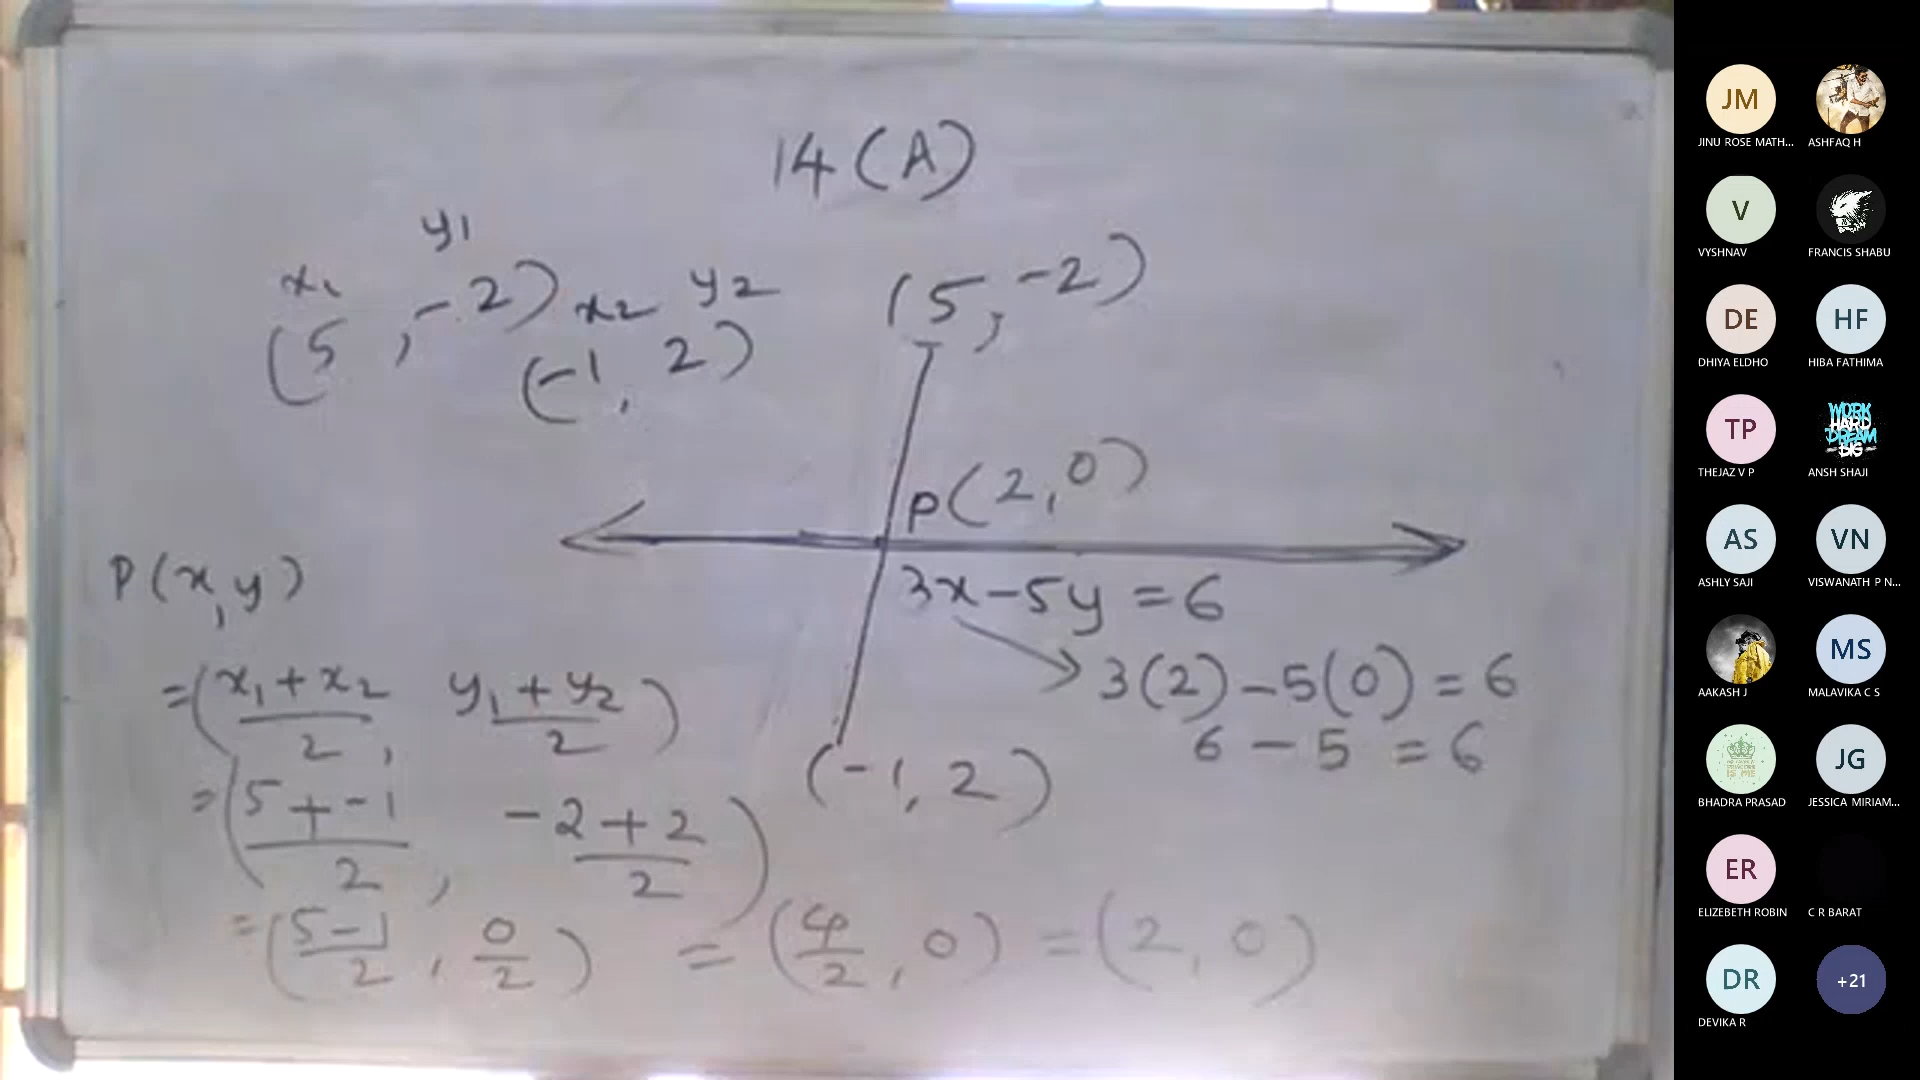 14 (A)
x1 y1
(5, -2)
x2 y2
(-1, 2)
(5, -2)
P(2, 0)
3x - 5y = 6
3(2) - 5(0) = 6
6 - 5 = 6
(-1, 2)
P(x, y)
= (x1 + x2 / 2, y1 + y2 / 2)
= (5 + -1 / 2, -2 + 2 / 2)
= (5-1 / 2, 0 / 2) = (4 / 2, 0) = (2, 0)
JM
JINU ROSE MATH...
ASHFAQ H
V
VYSHNAV
FRANCIS SHABU
DE
DHIYA ELDHO
HF
HIBA FATHIMA
TP
THEJAZ V P
WORK
HARD
DREAM
BIG
ANSH SHAJI
AS
ASHLY SAJI
VN
VISWANATH P N...
AAKASH J
MS
MALAVIKA C S
BHADRA PRASAD
JG
JESSICA MIRIAM...
ER
ELIZEBETH ROBIN
C R BARAT
DR
DEVIKA R
+21